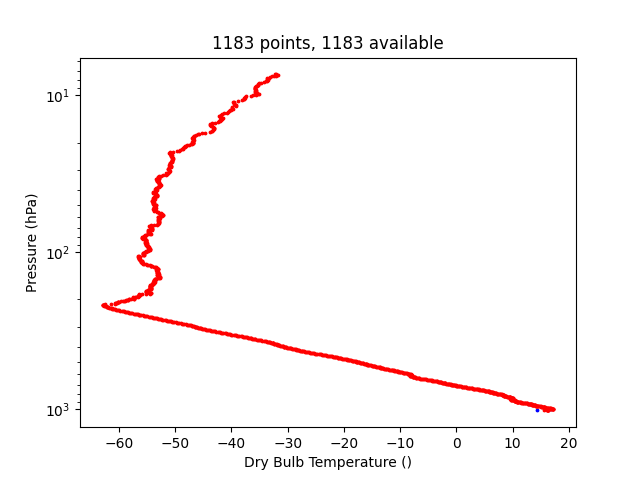 1183 points, 1183 available
Pressure (hPa)
10¹
10²
10³
−60 −50 −40 −30 −20 −10 0 10 20
Dry Bulb Temperature ()